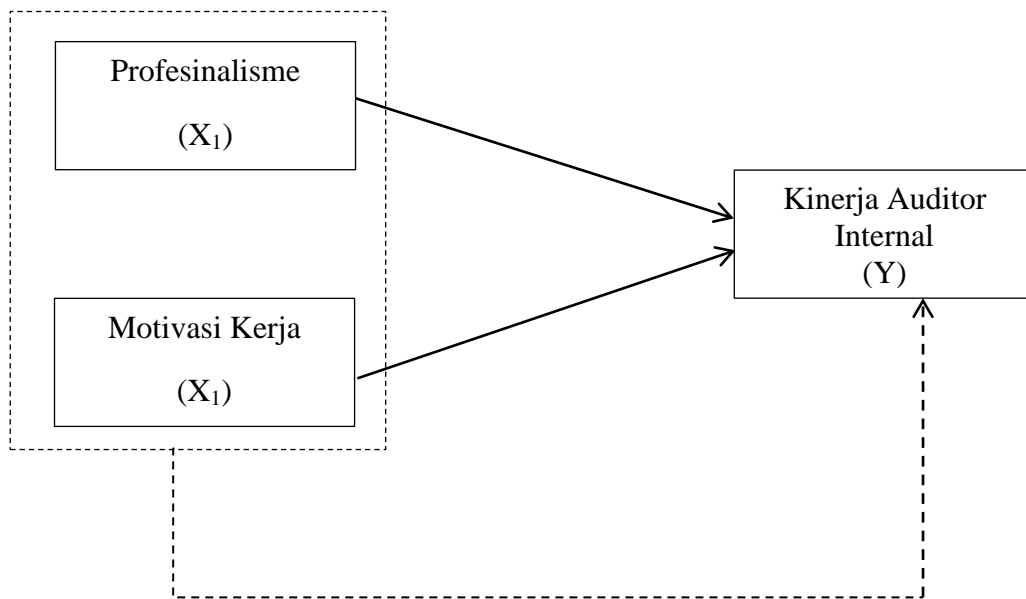 Profesinalisme
(X₁)
Kinerja Auditor
Internal
(Y)
Motivasi Kerja
(X₁)